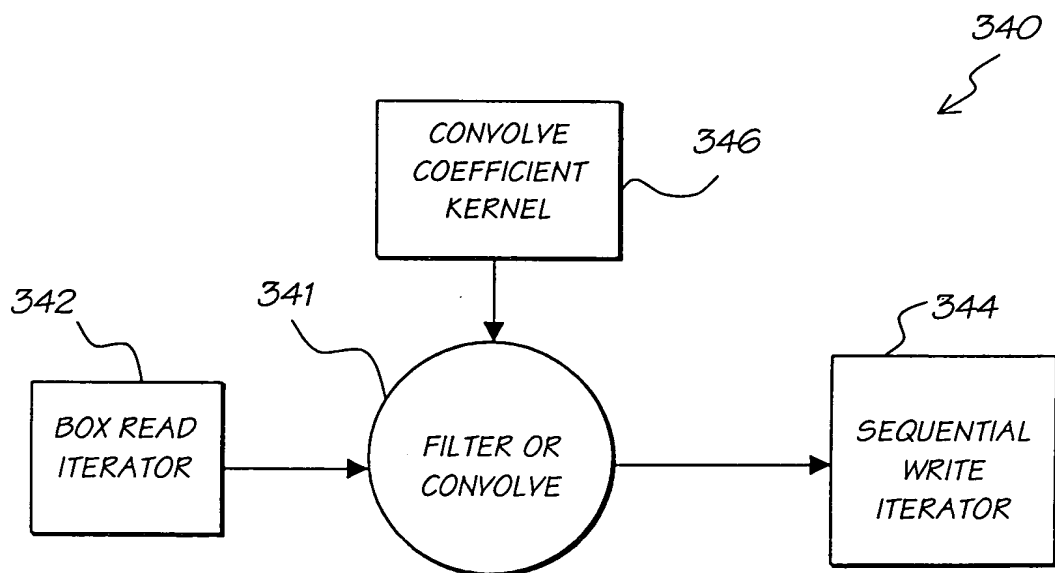 340
CONVOLVE
COEFFICIENT
KERNEL
346
342
341
344
BOX READ
ITERATOR
FILTER OR
CONVOLVE
SEQUENTIAL
WRITE
ITERATOR